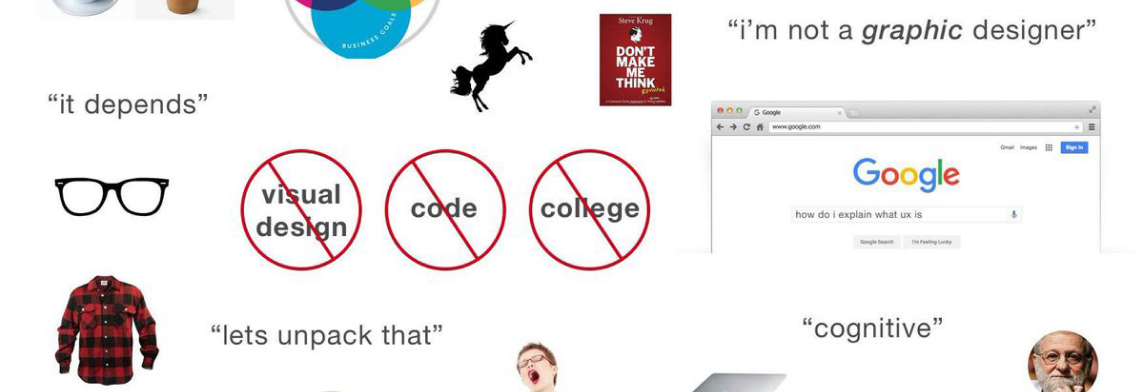 BUSINESS GOALS
Steve Krug
DON'T
MAKE
ME
THINK
Revisited
“i’m not a graphic designer”
“it depends”
Google
www.google.com
Gmail Images Sign in
Google
how do i explain what ux is
Google Search I'm Feeling Lucky
visual
design
code
college
“lets unpack that”
“cognitive”